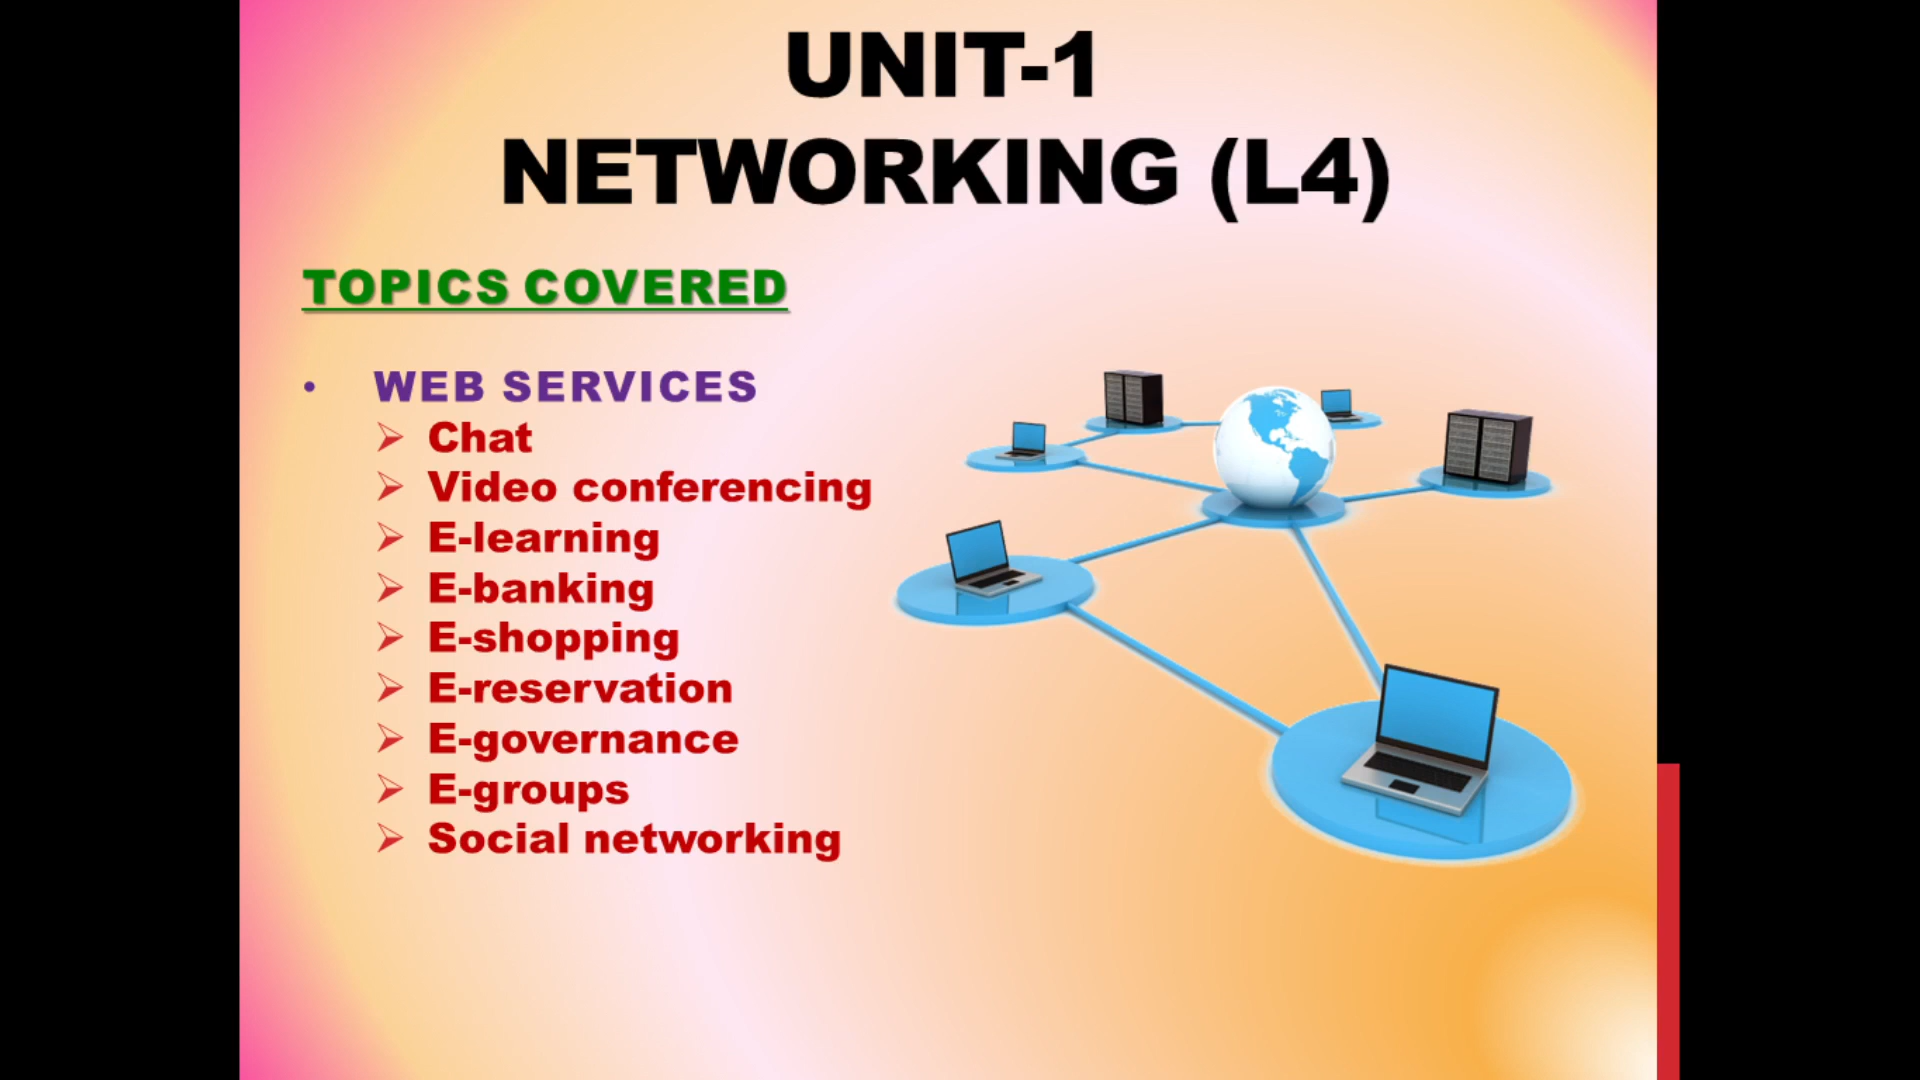 UNIT-1
NETWORKING (L4)
TOPICS COVERED
• WEB SERVICES
➢ Chat
➢ Video conferencing
➢ E-learning
➢ E-banking
➢ E-shopping
➢ E-reservation
➢ E-governance
➢ E-groups
➢ Social networking